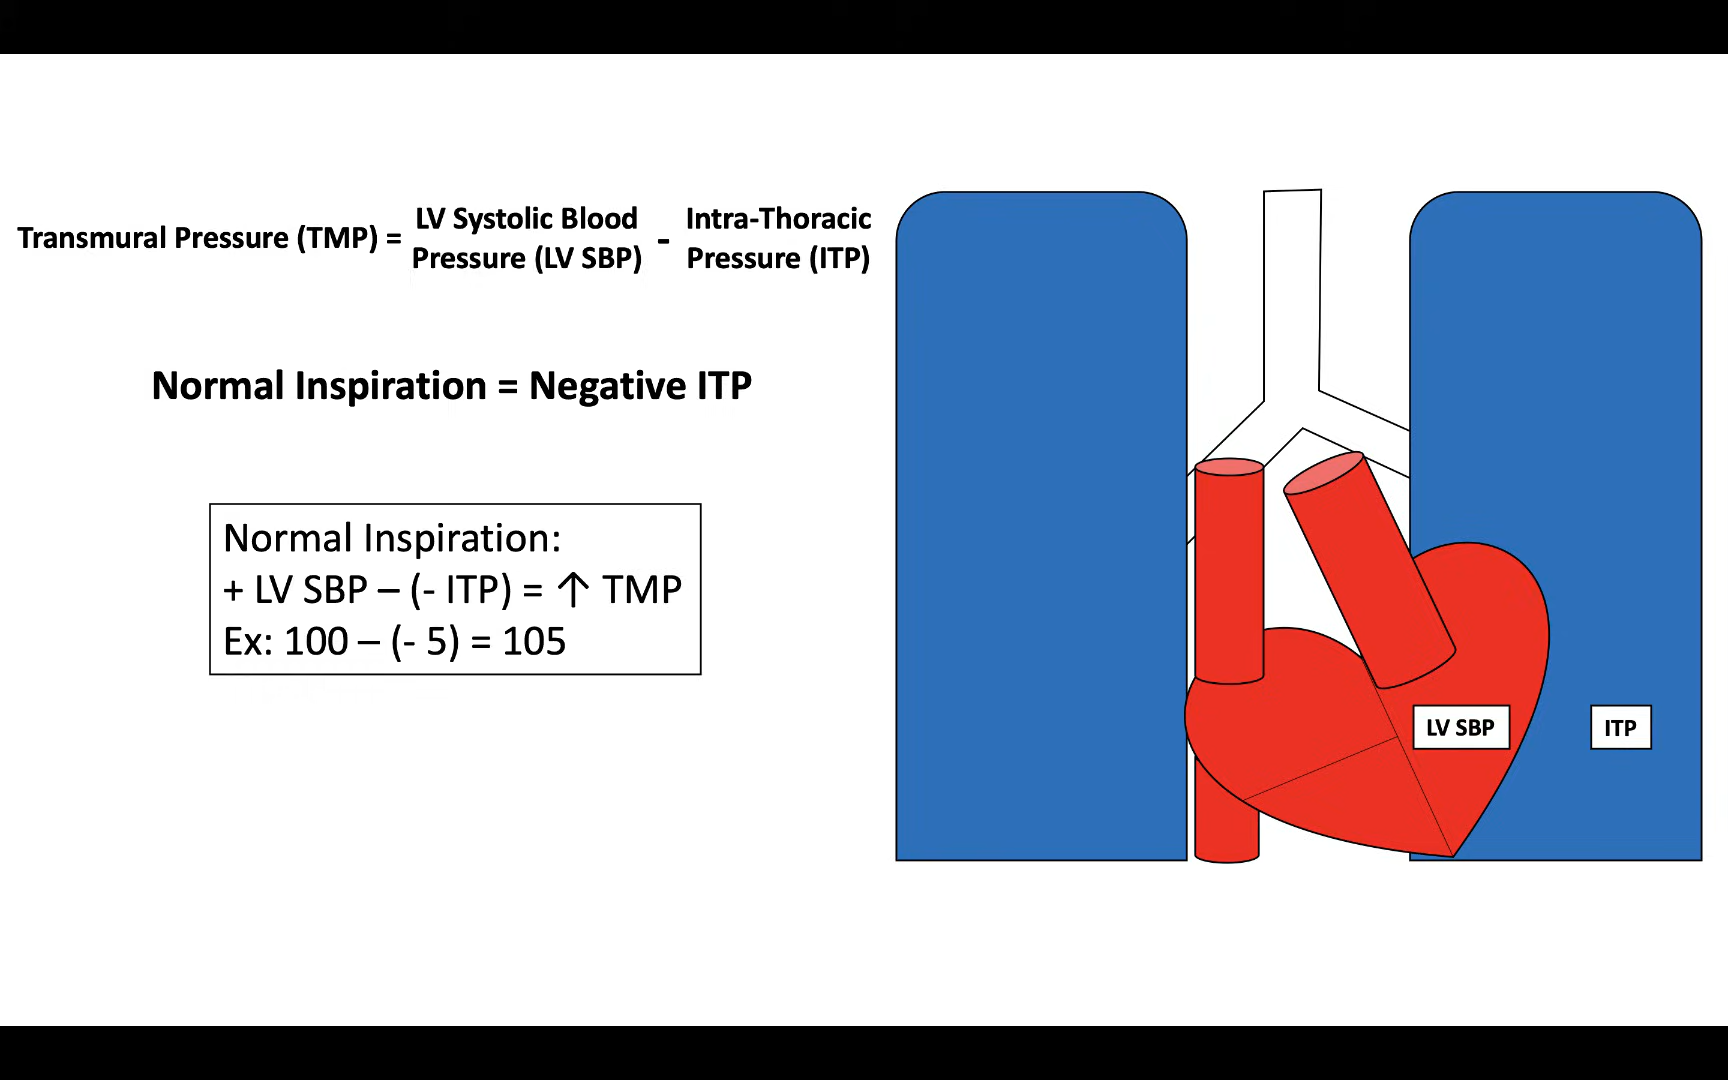 Transmural Pressure (TMP) = LV Systolic Blood Pressure (LV SBP) - Intra-Thoracic Pressure (ITP)
Normal Inspiration = Negative ITP
Normal Inspiration:
+ LV SBP – (- ITP) = ↑ TMP
Ex: 100 – (- 5) = 105
LV SBP
ITP